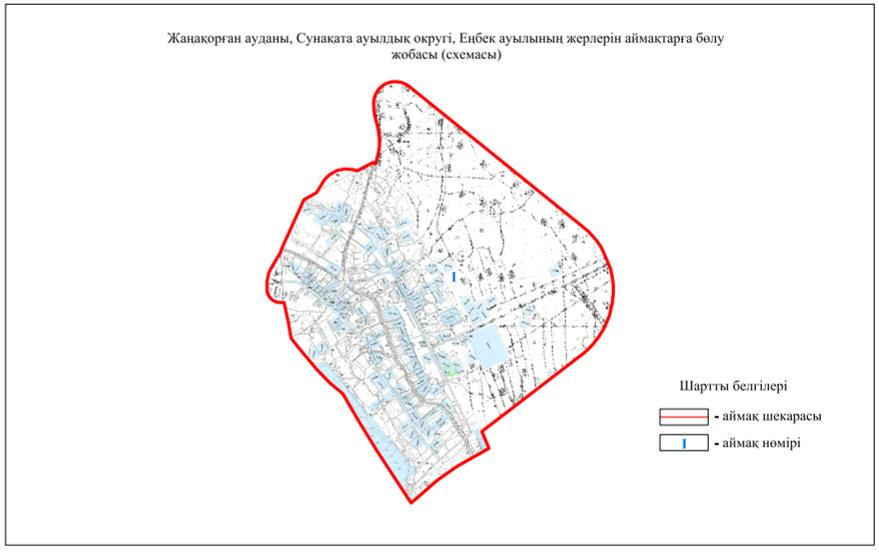 Жаңақорған ауданы, Сунақата ауылдық округі, Еңбек ауылының жерлерін аймақтарға бөлу
жобасы (схемасы)
I
Шартты белгілері
- аймақ шекарасы
I - аймақ нөмірі